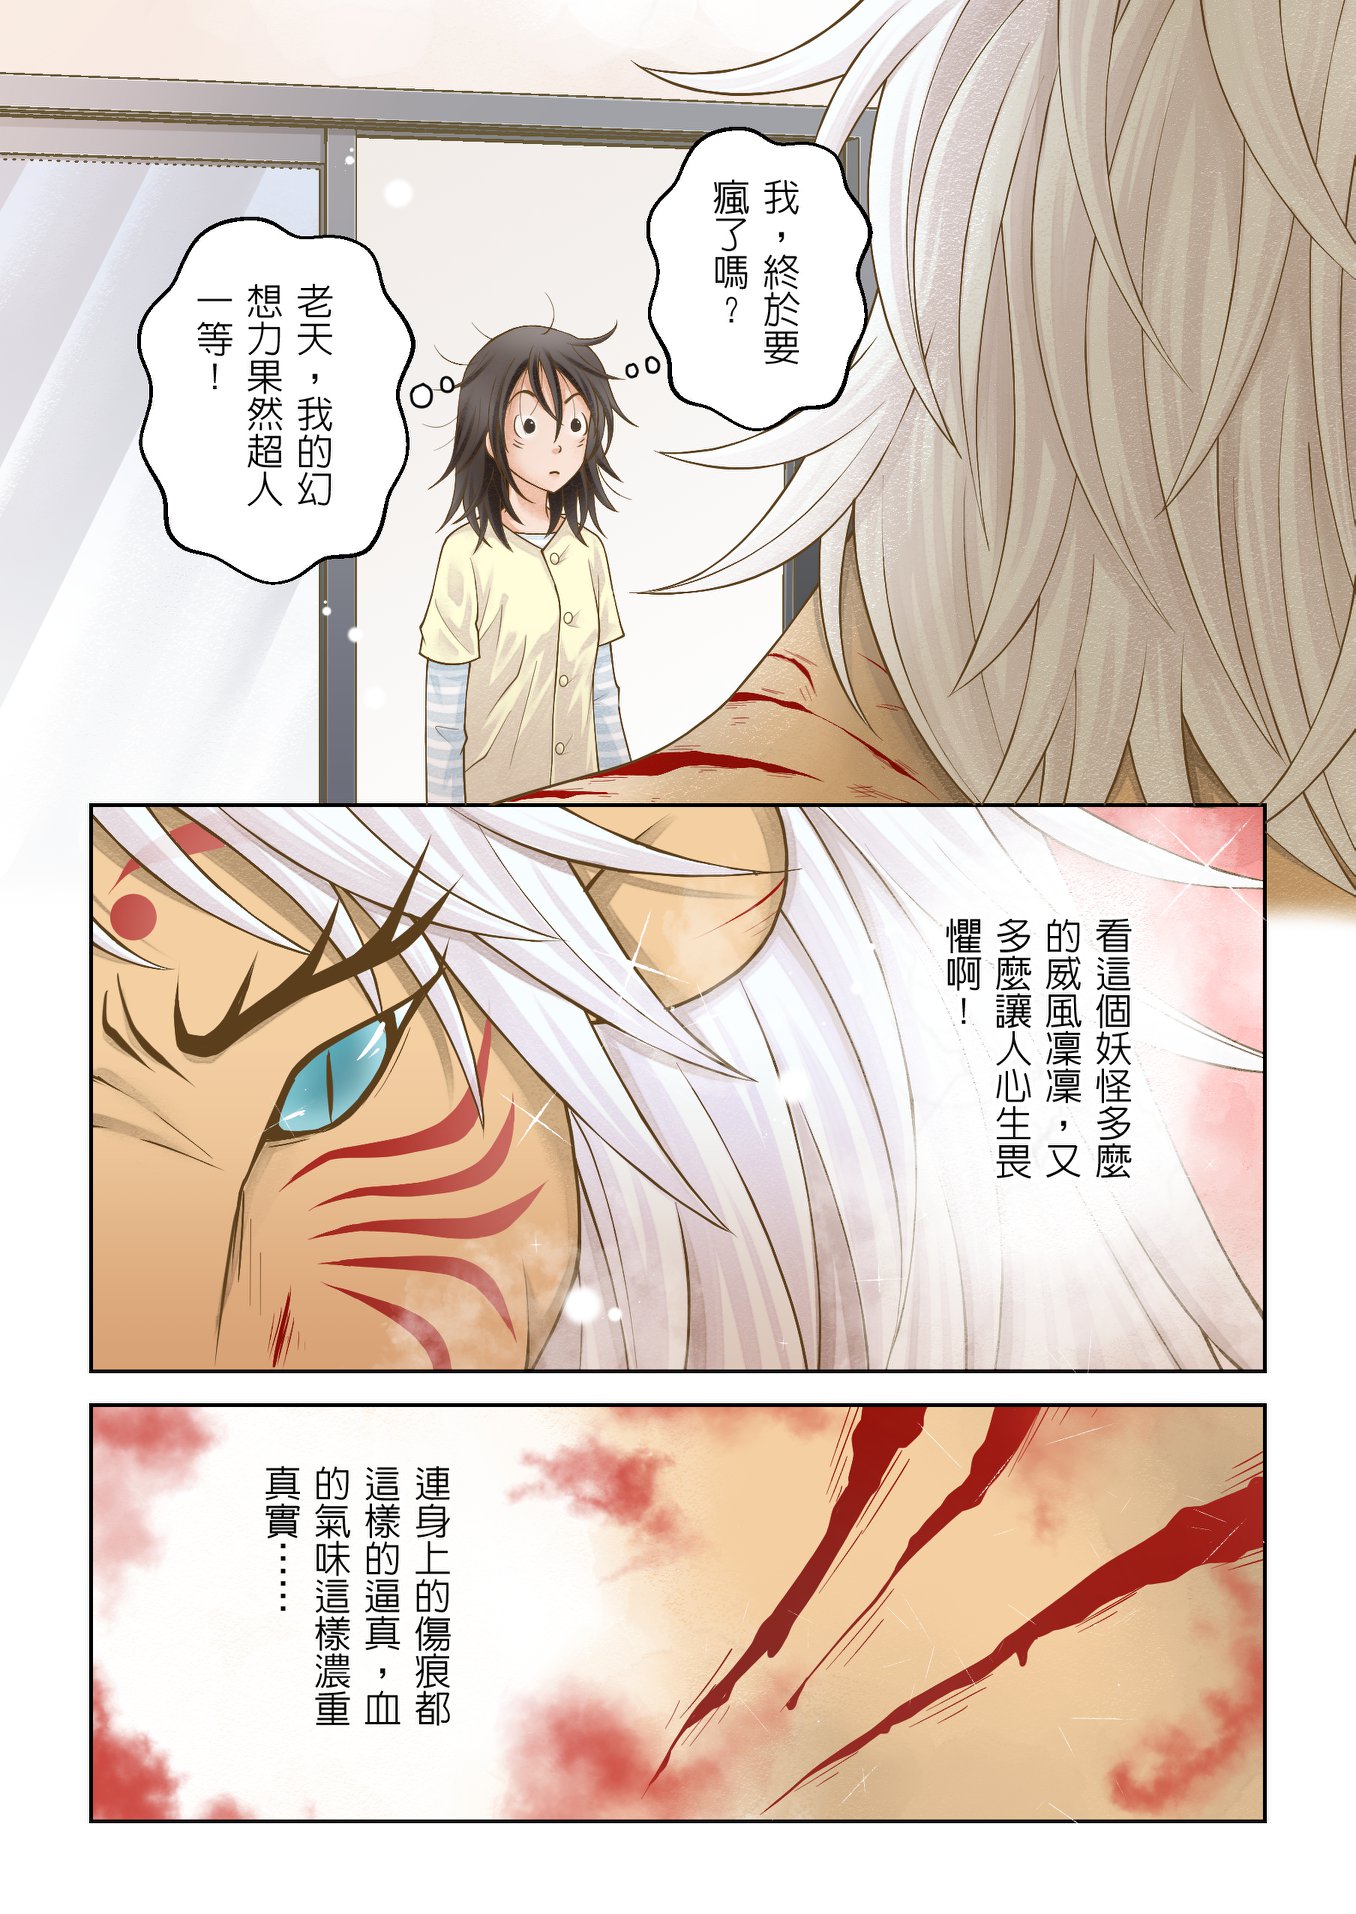 我，終於要
瘋了嗎？
老天，我的幻
想力果然超人
一等！
看這個妖怪多麼
的威風凜凜，又
多麼讓人心生畏
懼啊！
連身上的傷痕都
這樣的逼真，血
的氣味這樣濃重
真實……